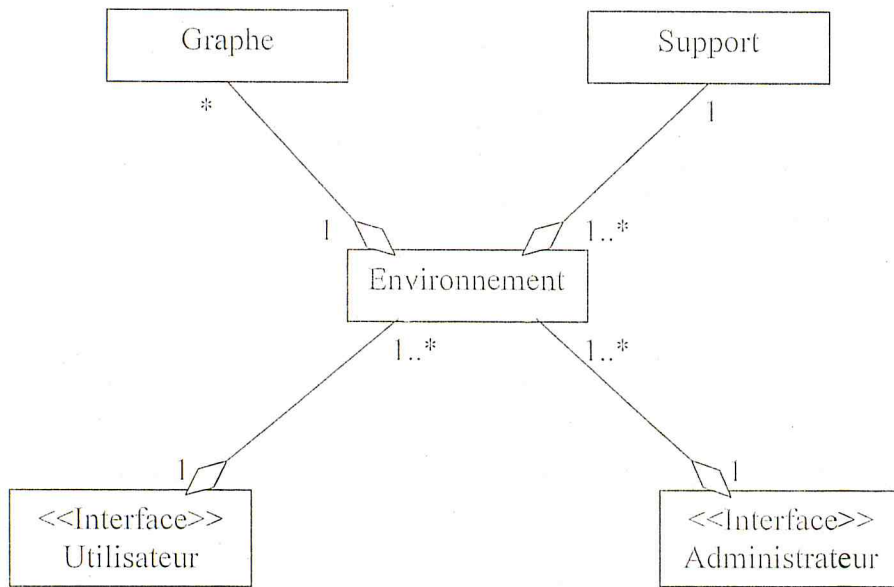 Graphe
Support
*
1
1
1..*
Environnement
1..*
1..*
1
1
<<Interface>>
Utilisateur
<<Interface>>
Administrateur